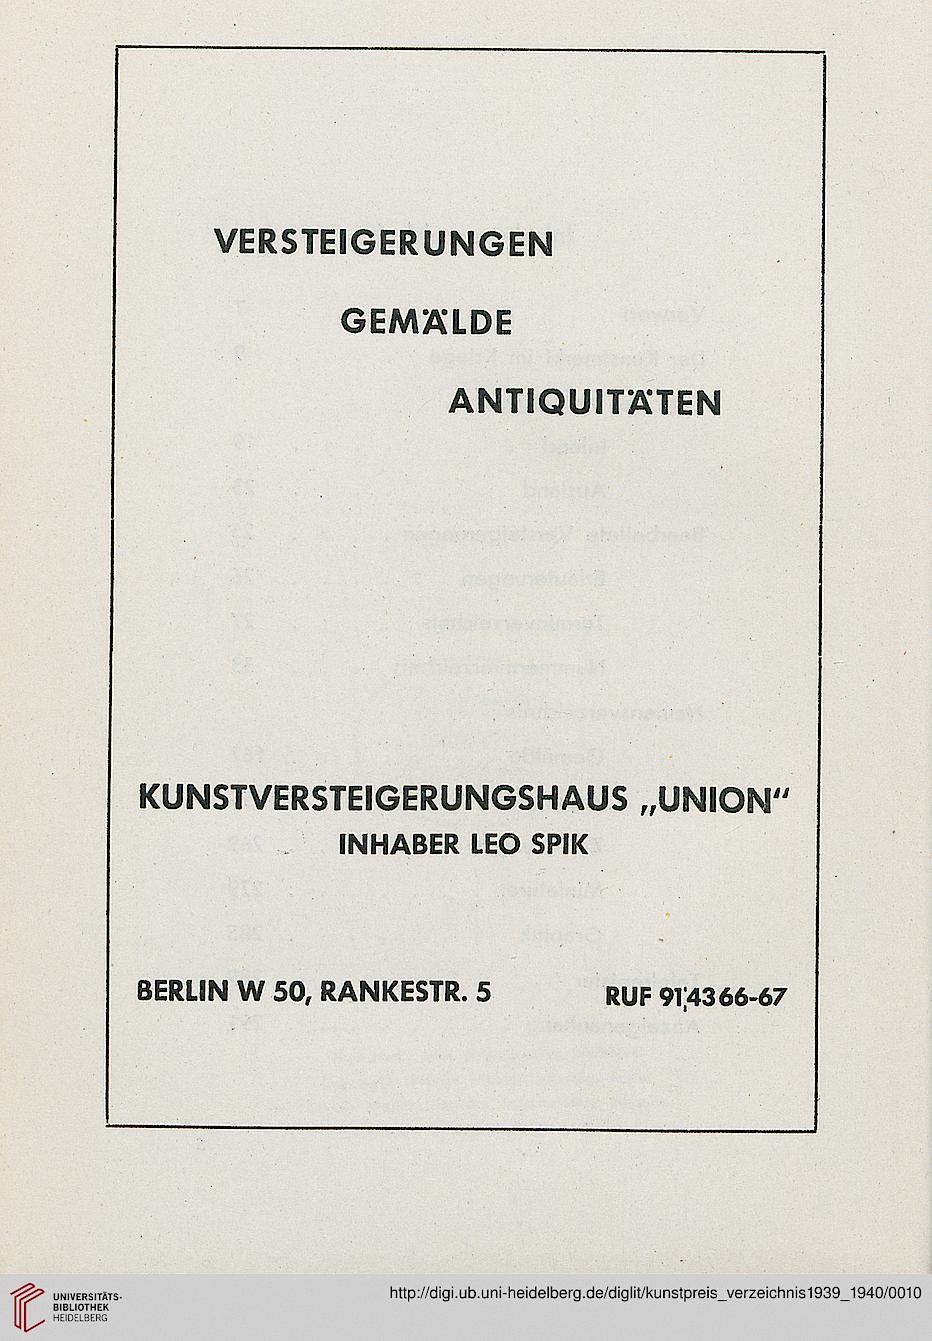 VERSTEIGERUNGEN
GEMÄLDE
ANTIQUITÄTEN
KUNSTVERSTEIGERUNGSHAUS „UNION“
INHABER LEO SPIK
BERLIN W 50, RANKESTR. 5
RUF 91 43 66-67
UNIVERSITÄTS-
BIBLIOTHEK
HEIDELBERG
http://digi.ub.uni-heidelberg.de/diglit/kunstpreis_verzeichnis1939_1940/0010